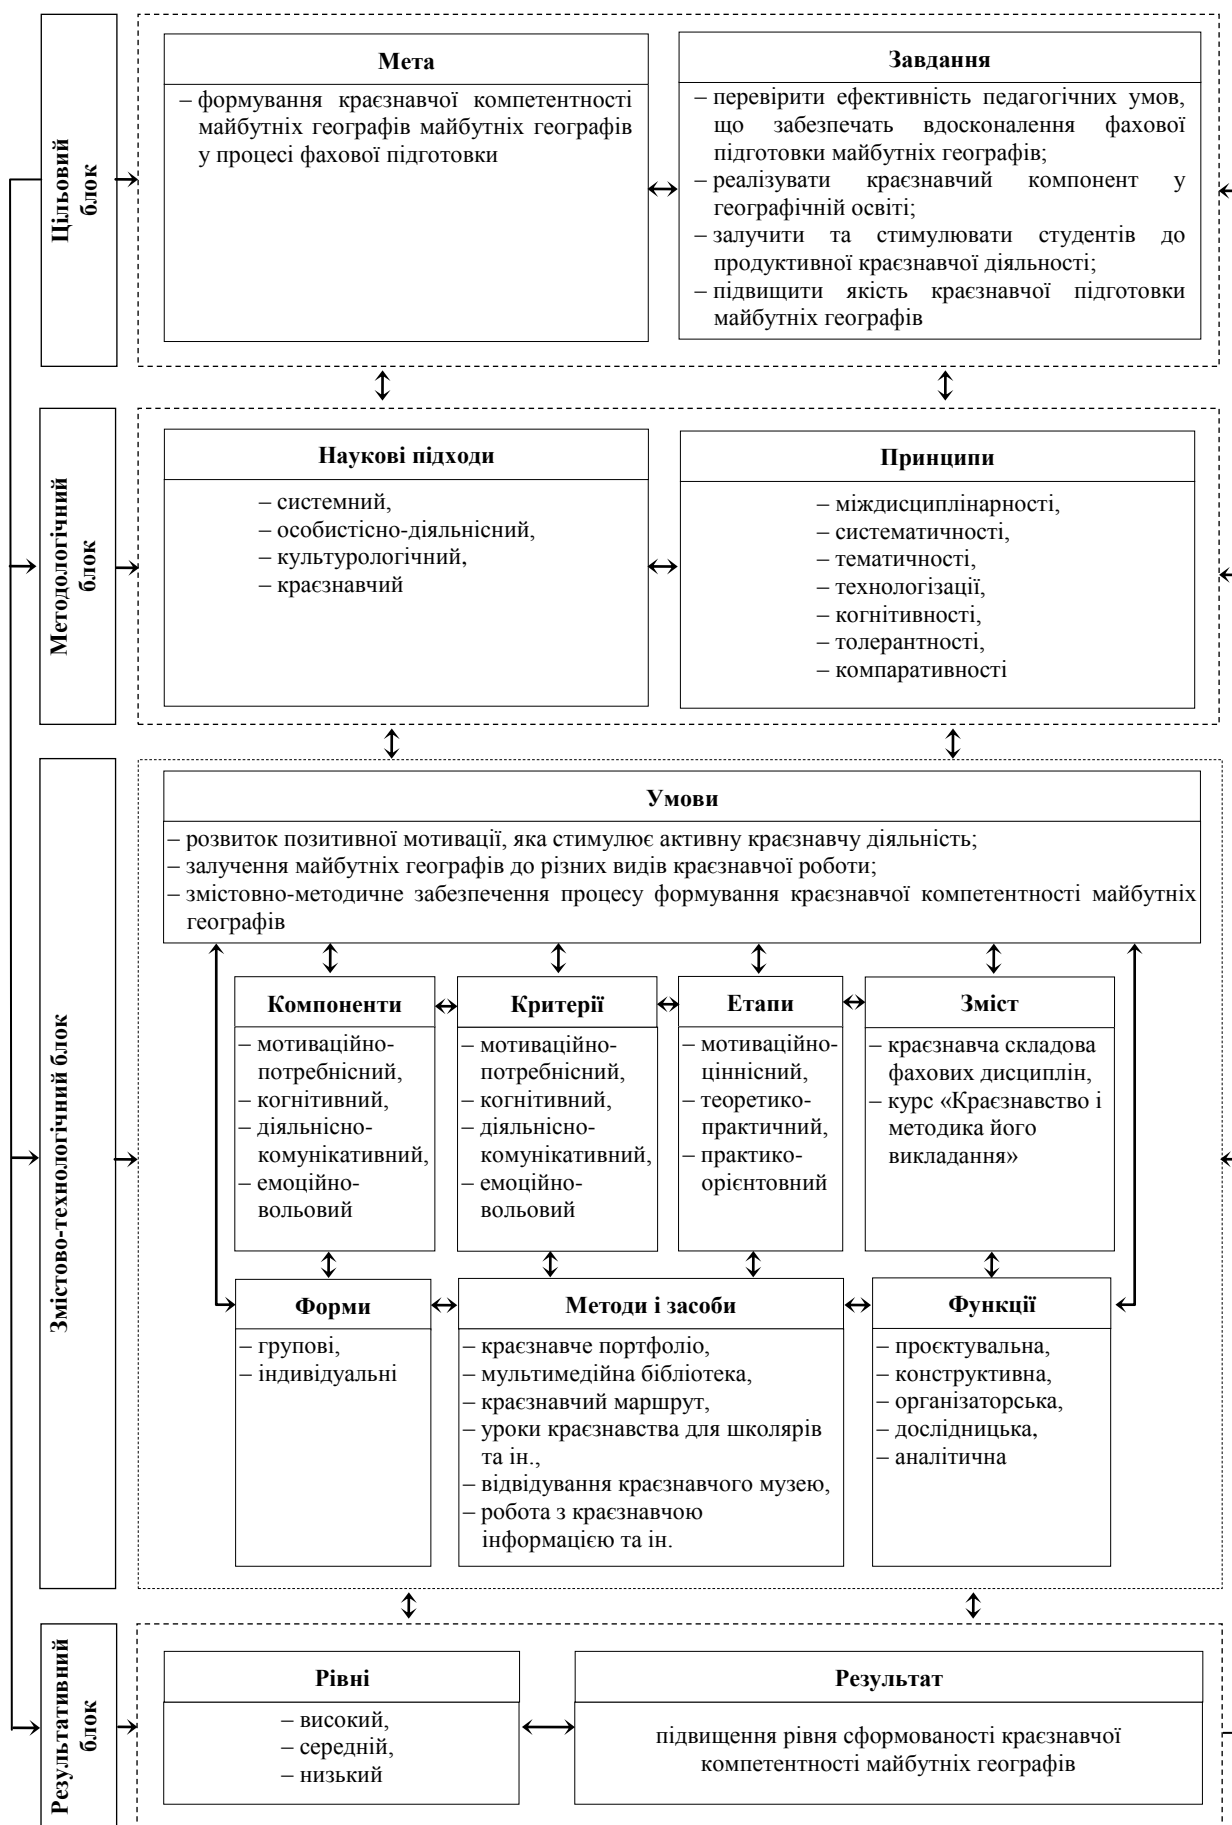 Цільовий
блок
Мета
– формування краєзнавчої компетентності
майбутніх географів майбутніх географів
у процесі фахової підготовки
Завдання
– перевірити ефективність педагогічних умов,
що забезпечать вдосконалення фахової
підготовки майбутніх географів;
– реалізувати краєзнавчий компонент у
географічній освіті;
– залучити та стимулювати студентів до
продуктивної краєзнавчої діяльності;
– підвищити якість краєзнавчої підготовки
майбутніх географів
Методологічний
блок
Наукові підходи
– системний,
– особистісно-діяльнісний,
– культурологічний,
– краєзнавчий
Принципи
– міждисциплінарності,
– систематичності,
– тематичності,
– технологізації,
– когнітивності,
– толерантності,
– компаративності
Змістово-технологічний блок
Умови
– розвиток позитивної мотивації, яка стимулює активну краєзнавчу діяльність;
– залучення майбутніх географів до різних видів краєзнавчої роботи;
– змістовно-методичне забезпечення процесу формування краєзнавчої компетентності майбутніх
географів
Компоненти
– мотиваційно-
потребнісний,
– когнітивний,
– діяльнісно-
комунікативний,
– емоційно-
вольовий
Критерії
– мотиваційно-
потребнісний,
– когнітивний,
– діяльнісно-
комунікативний,
– емоційно-
вольовий
Етапи
– мотиваційно-
ціннісний,
– теоретико-
практичний,
– практико-
орієнтовний
Зміст
– краєзнавча складова
фахових дисциплін,
– курс «Краєзнавство і
методика його
викладання»
Форми
– групові,
– індивідуальні
Методи і засоби
– краєзнавче портфоліо,
– мультимедійна бібліотека,
– краєзнавчий маршрут,
– уроки краєзнавства для школярів
та ін.,
– відвідування краєзнавчого музею,
– робота з краєзнавчою
інформацією та ін.
Функції
– проєктувальна,
– конструктивна,
– організаторська,
– дослідницька,
– аналітична
Результативний
блок
Рівні
– високий,
– середній,
– низький
Результат
підвищення рівня сформованості краєзнавчої
компетентності майбутніх географів